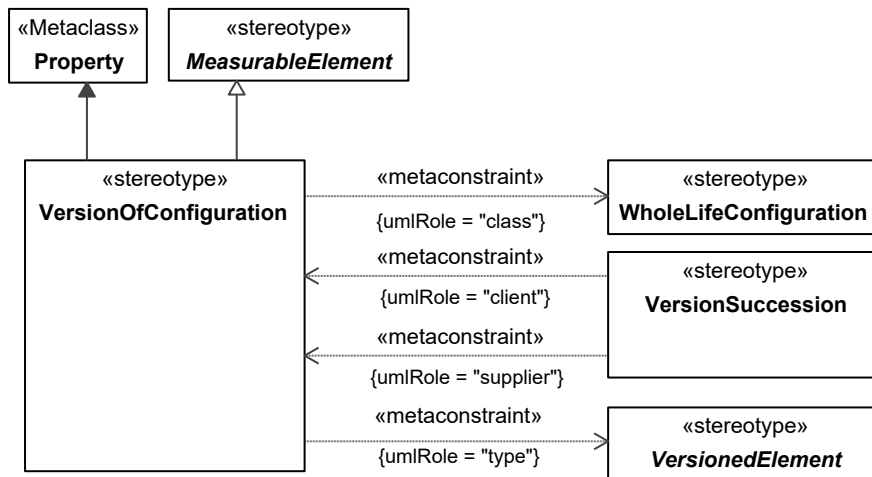 «Metaclass»
Property
«stereotype»
MeasurableElement
«stereotype»
VersionOfConfiguration
«metaconstraint»
{umlRole = "class"}
«stereotype»
WholeLifeConfiguration
«metaconstraint»
{umlRole = "client"}
«stereotype»
VersionSuccession
«metaconstraint»
{umlRole = "supplier"}
«metaconstraint»
{umlRole = "type"}
«stereotype»
VersionedElement